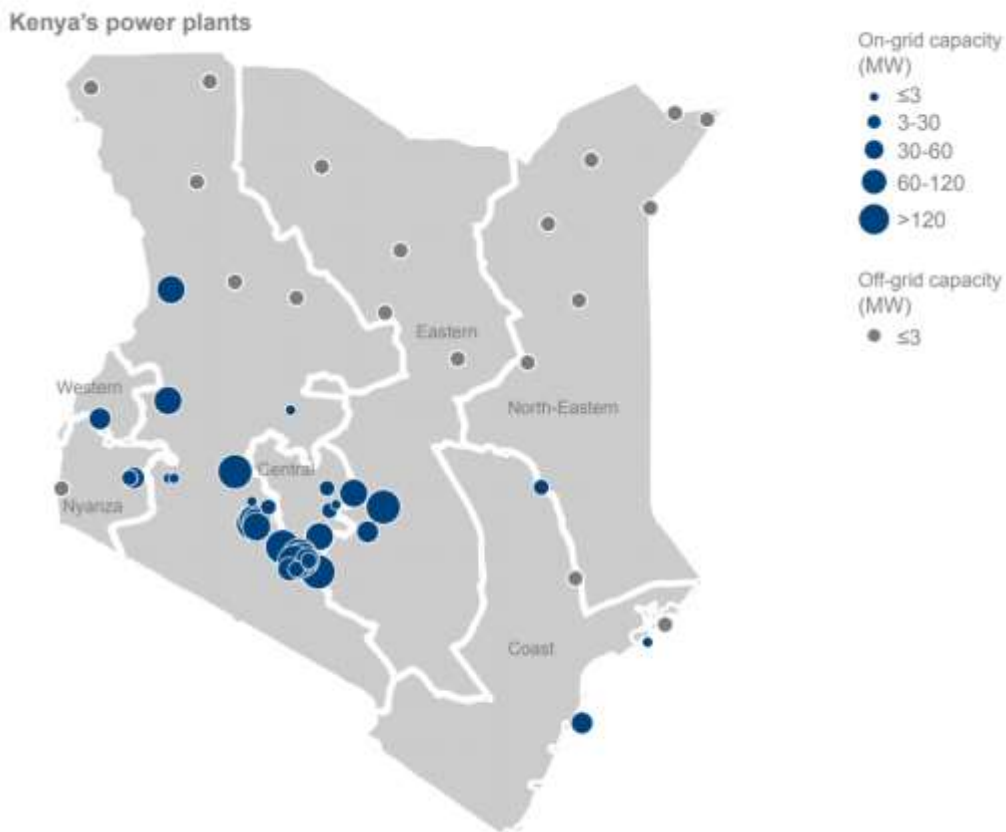 Kenya's power plants
On-grid capacity
(MW)
≤3
3-30
30-60
60-120
>120
Off-grid capacity
(MW)
≤3
Eastern
Western
North-Eastern
Central
Nyanza
Coast